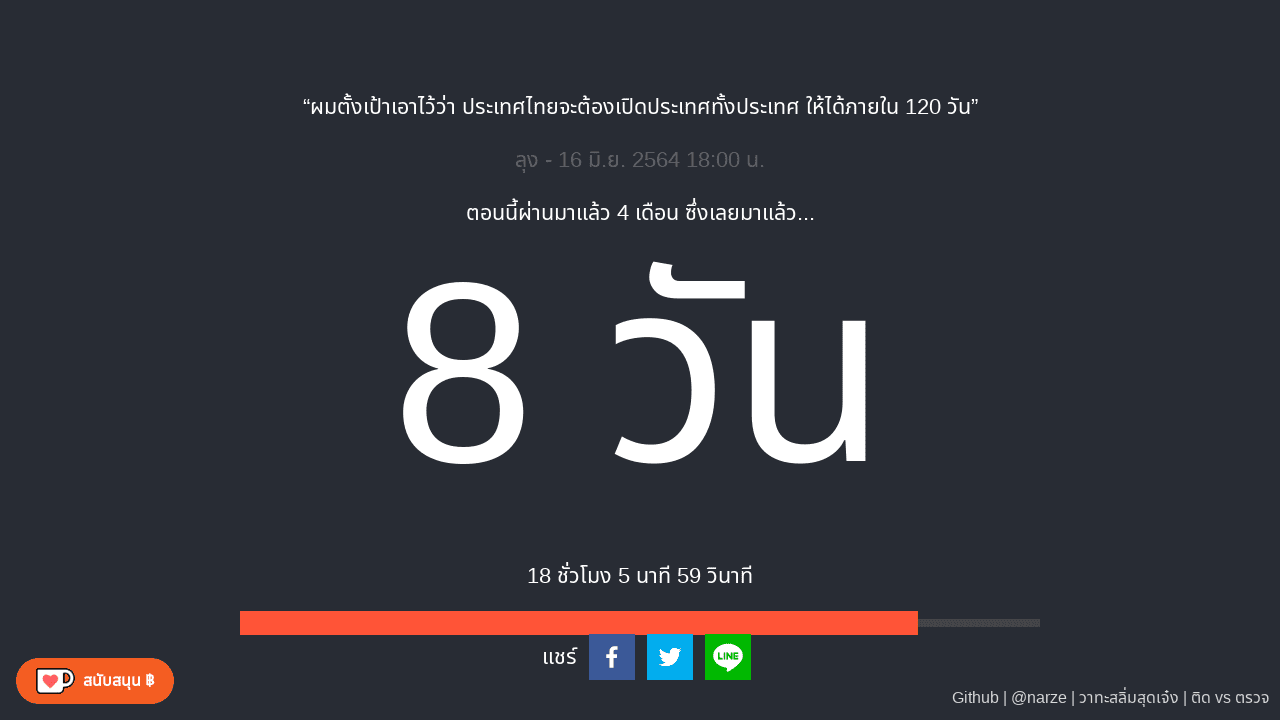 “ผมตั้งเป้าเอาไว้ว่า ประเทศไทยจะต้องเปิดประเทศทั้งประเทศ ให้ได้ภายใน 120 วัน”
ลุง - 16 มิ.ย. 2564 18:00 น.
ตอนนี้ผ่านมาแล้ว 4 เดือน ซึ่งเลยมาแล้ว...
8 วัน
18 ชั่วโมง 5 นาที 59 วินาที
แชร์
LINE
สนับสนุน ฿
Github | @narze | วาทะสลิ่มสุดเจ๋ง | ติด vs ตรวจ